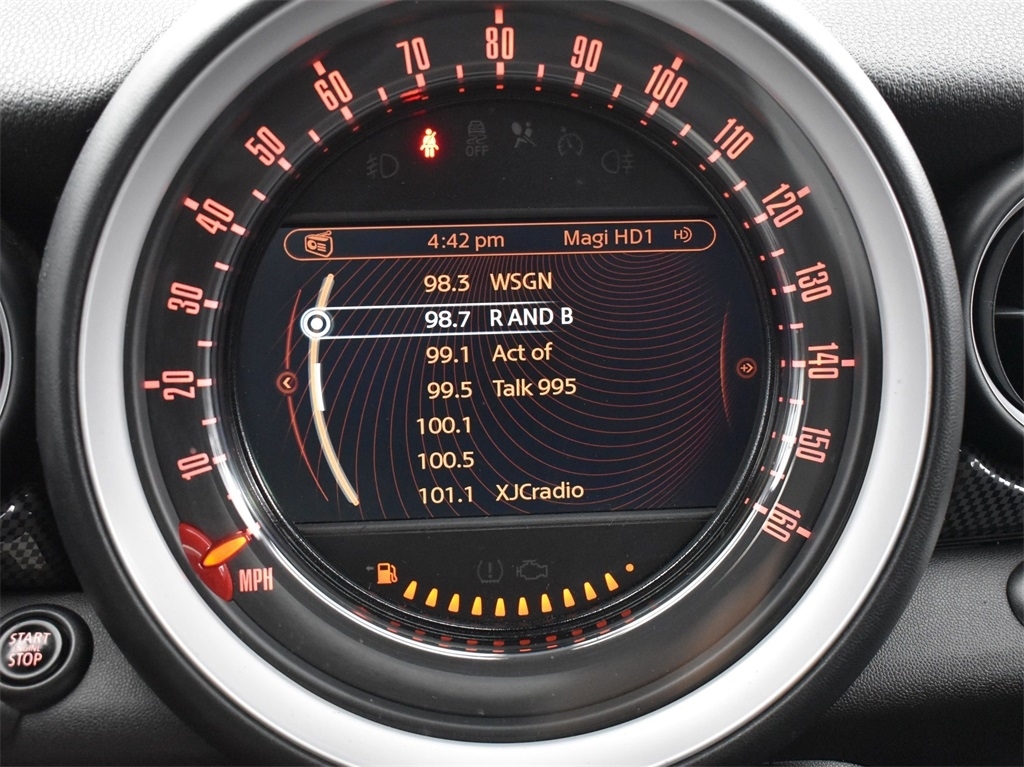 80
70
90
60
100
50
110
40
120
30
130
20
140
10
150
160
MPH
OFF
4:42 pm Magi HD1
98.3 WSGN
98.7 R AND B
99.1 Act of
99.5 Talk 995
100.1
100.5
101.1 XJCradio
START
ENGINE
STOP